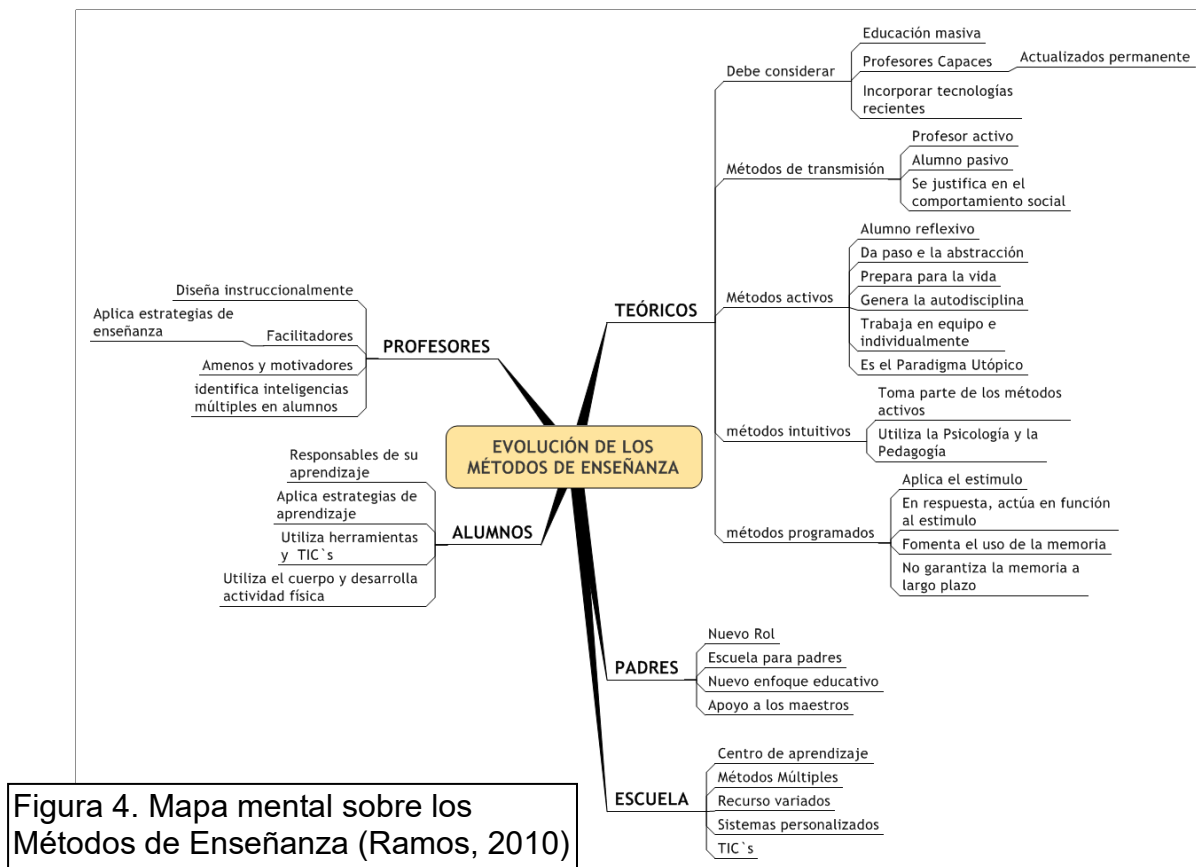 EVOLUCIÓN DE LOS
MÉTODOS DE ENSEÑANZA
TEÓRICOS
Debe considerar
Educación masiva
Profesores Capaces
Actualizados permanente
Incorporar tecnologías
recientes
Métodos de transmisión
Profesor activo
Alumno pasivo
Se justifica en el
comportamiento social
Métodos activos
Alumno reflexivo
Da paso e la abstracción
Prepara para la vida
Genera la autodisciplina
Trabaja en equipo e
individualmente
Es el Paradigma Utópico
métodos intuitivos
Toma parte de los métodos
activos
Utiliza la Psicología y la
Pedagogía
métodos programados
Aplica el estimulo
En respuesta, actúa en función
al estimulo
Fomenta el uso de la memoria
No garantiza la memoria a
largo plazo
PADRES
Nuevo Rol
Escuela para padres
Nuevo enfoque educativo
Apoyo a los maestros
ESCUELA
Centro de aprendizaje
Métodos Múltiples
Recurso variados
Sistemas personalizados
TIC`s
PROFESORES
Diseña instruccionalmente
Facilitadores
Aplica estrategias de
enseñanza
Amenos y motivadores
identifica inteligencias
múltiples en alumnos
ALUMNOS
Responsables de su
aprendizaje
Aplica estrategias de
aprendizaje
Utiliza herramientas
y TIC`s
Utiliza el cuerpo y desarrolla
actividad física
Figura 4. Mapa mental sobre los
Métodos de Enseñanza (Ramos, 2010)